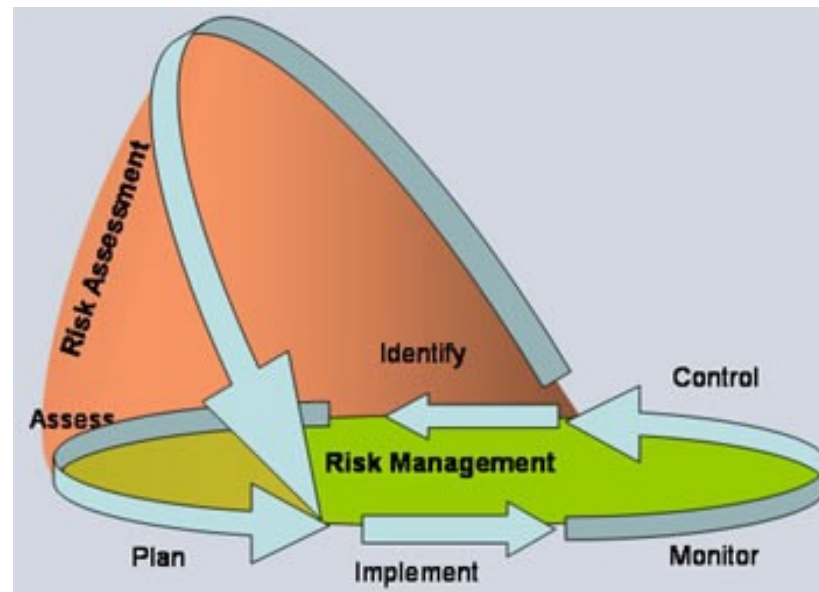 Risk Assessment
Identify
Control
Assess
Risk Management
Plan
Implement
Monitor